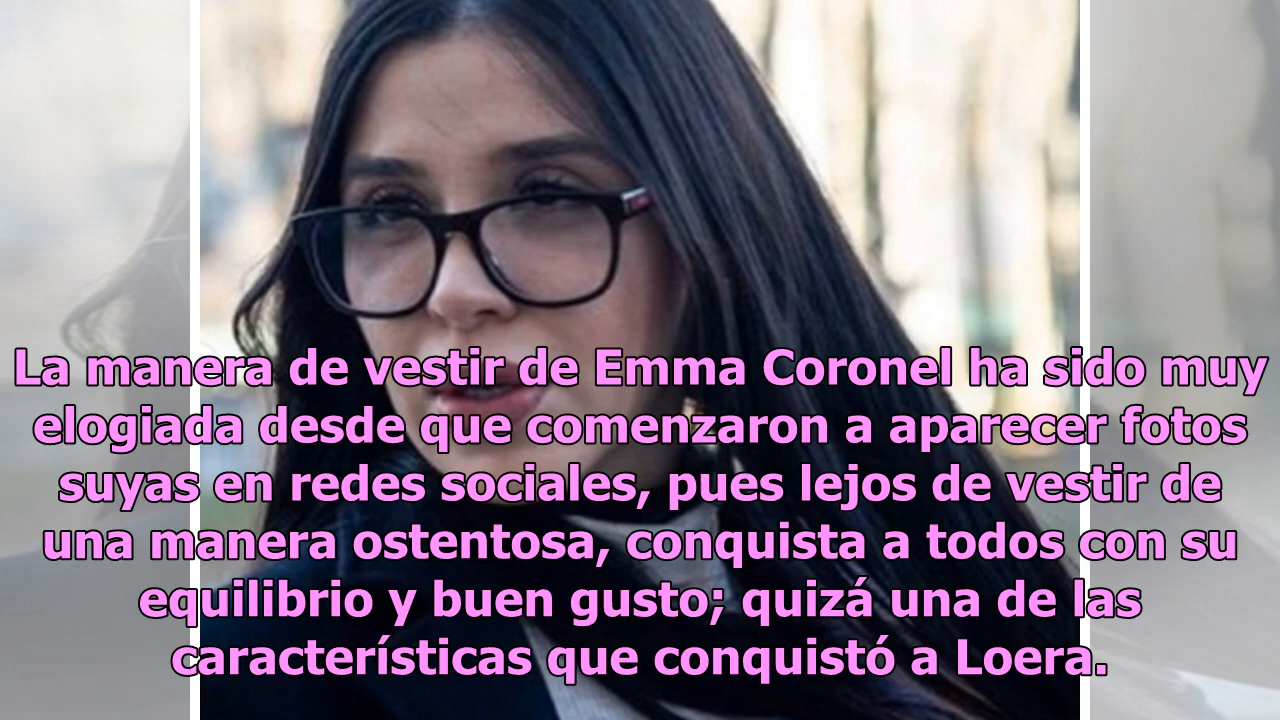 La manera de vestir de Emma Coronel ha sido muy
elogiada desde que comenzaron a aparecer fotos
suyas en redes sociales, pues lejos de vestir de
una manera ostentosa, conquista a todos con su
equilibrio y buen gusto; quizá una de las
características que conquistó a Loera.